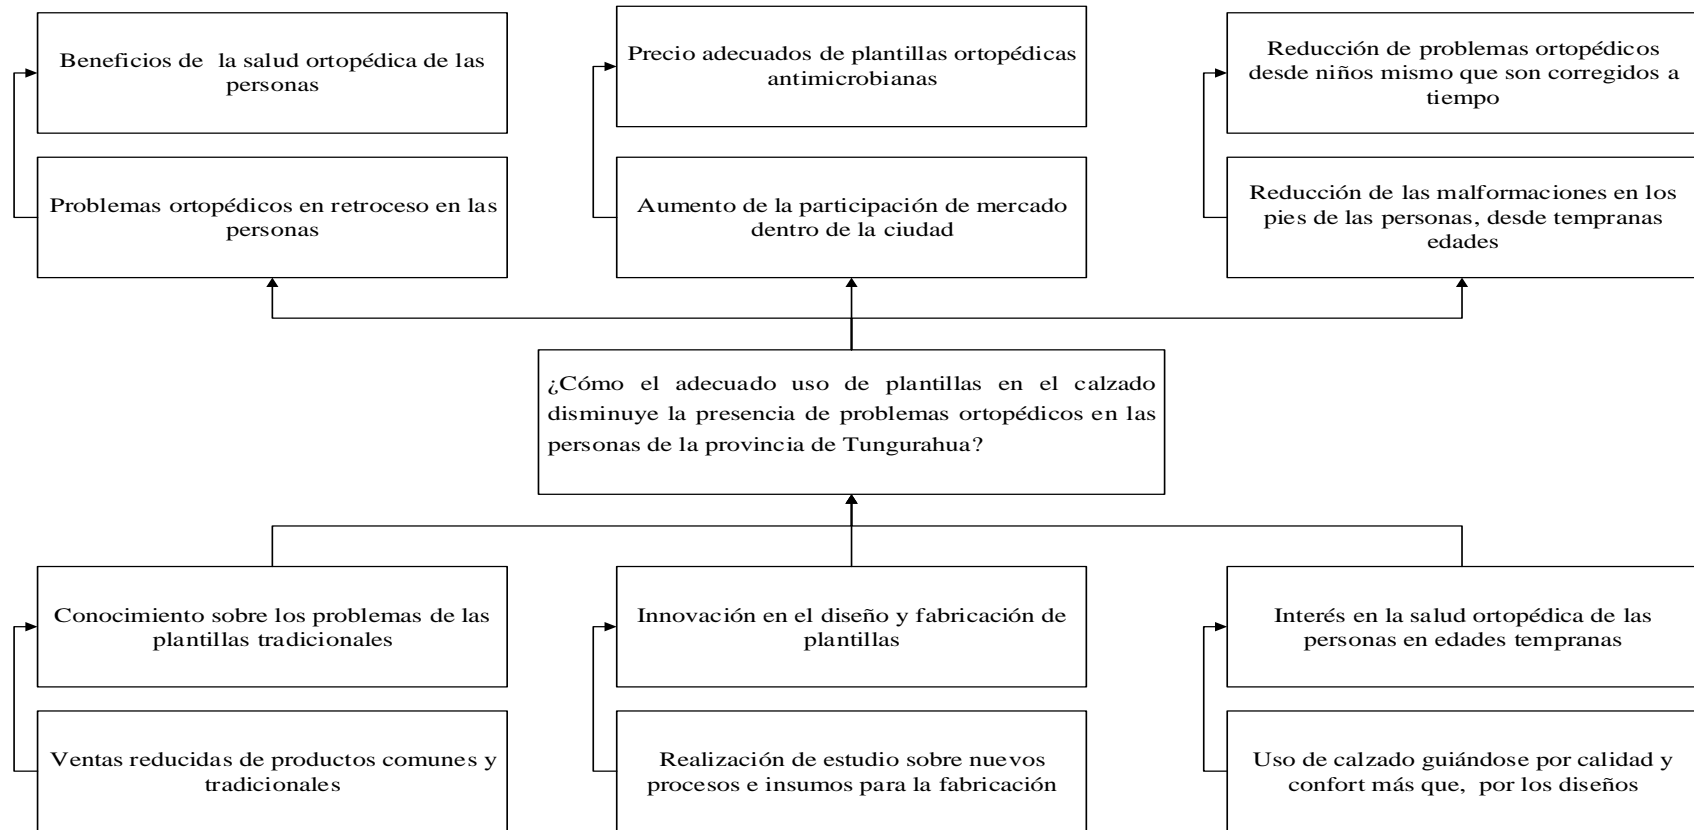 Beneficios de  la salud ortopédica de las
personas
Precio adecuados de plantillas ortopédicas
antimicrobianas
Reducción de problemas ortopédicos
desde niños mismo que son corregidos a
tiempo
Problemas ortopédicos en retroceso en las
personas
Aumento de la participación de mercado
dentro de la ciudad
Reducción de las malformaciones en los
pies de las personas, desde tempranas
edades
¿Cómo el adecuado uso de plantillas en el calzado
disminuye la presencia de problemas ortopédicos en las
personas de la provincia de Tungurahua?
Conocimiento sobre los problemas de las
plantillas tradicionales
Innovación en el diseño y fabricación de
plantillas
Interés en la salud ortopédica de las
personas en edades tempranas
Ventas reducidas de productos comunes y
tradicionales
Realización de estudio sobre nuevos
procesos e insumos para la fabricación
Uso de calzado guiándose por calidad y
confort más que,  por los diseños